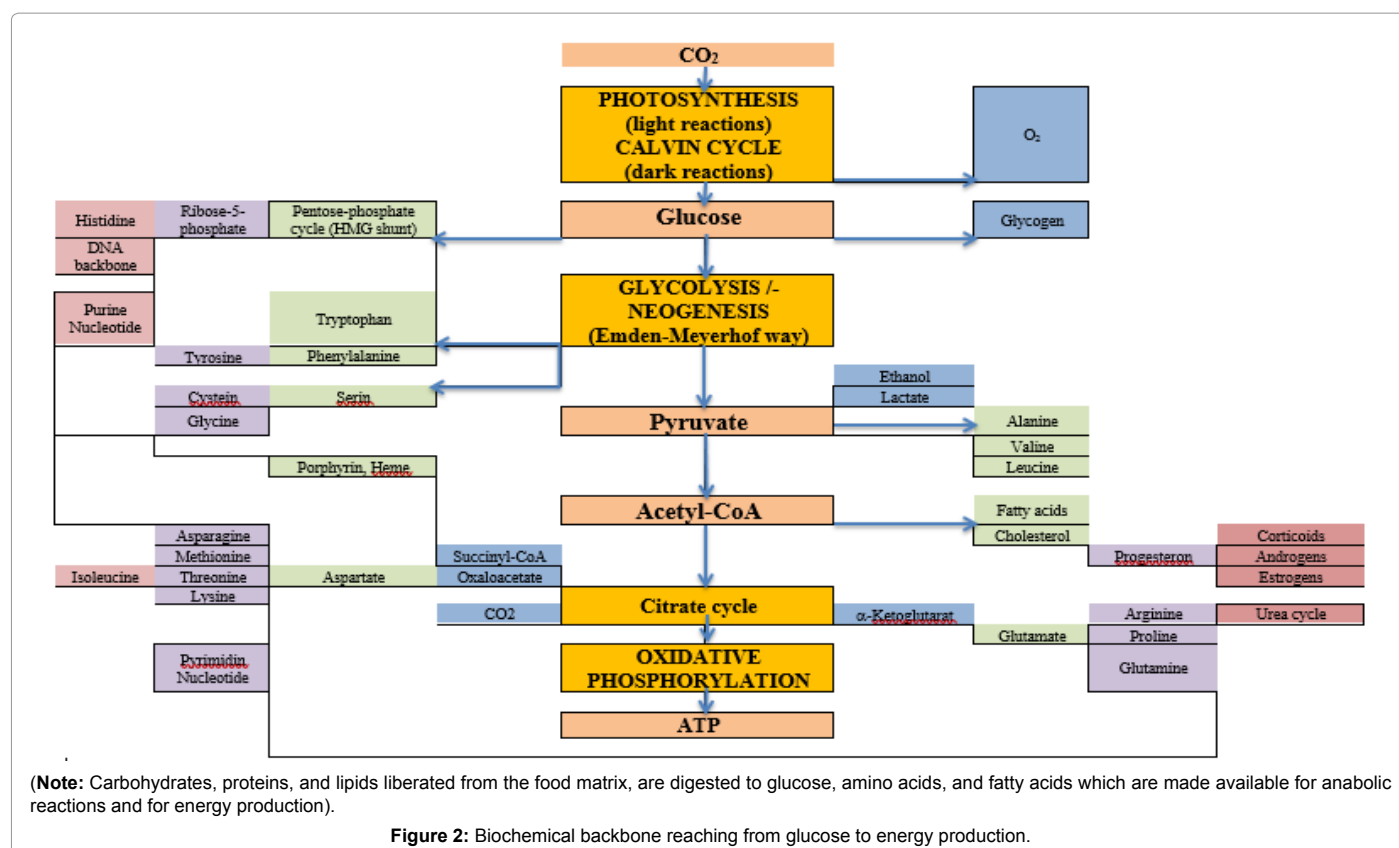 CO₂
PHOTOSYNTHESIS
(light reactions)
CALVIN CYCLE
(dark reactions)
O₂
Histidine
Ribose-5-
phosphate
Pentose-phosphate
cycle (HMG shunt)
Glucose
Glycogen
DNA
backbone
Purine
Nucleotide
Tryptophan
GLYCOLYSIS /-
NEOGENESIS
(Emden-Meyerhof way)
Tyrosine
Phenylalanine
Ethanol
Lactate
Cystein
Serin
Glycine
Pyruvate
Alanine
Valine
Leucine
Porphyrin, Heme
Acetyl-CoA
Fatty acids
Cholesterol
Asparagine
Methionine
Threonine
Lysine
Isoleucine
Aspartate
Succinyl-CoA
Oxaloacetate
Progesteron
Corticoids
Androgens
Estrogens
CO2
Citrate cycle
α-Ketoglutarat
Glutamate
Arginine
Proline
Glutamine
Urea cycle
Pyrimidin
Nucleotide
OXIDATIVE
PHOSPHORYLATION
ATP
(Note: Carbohydrates, proteins, and lipids liberated from the food matrix, are digested to glucose, amino acids, and fatty acids which are made available for anabolic
reactions and for energy production).
Figure 2: Biochemical backbone reaching from glucose to energy production.